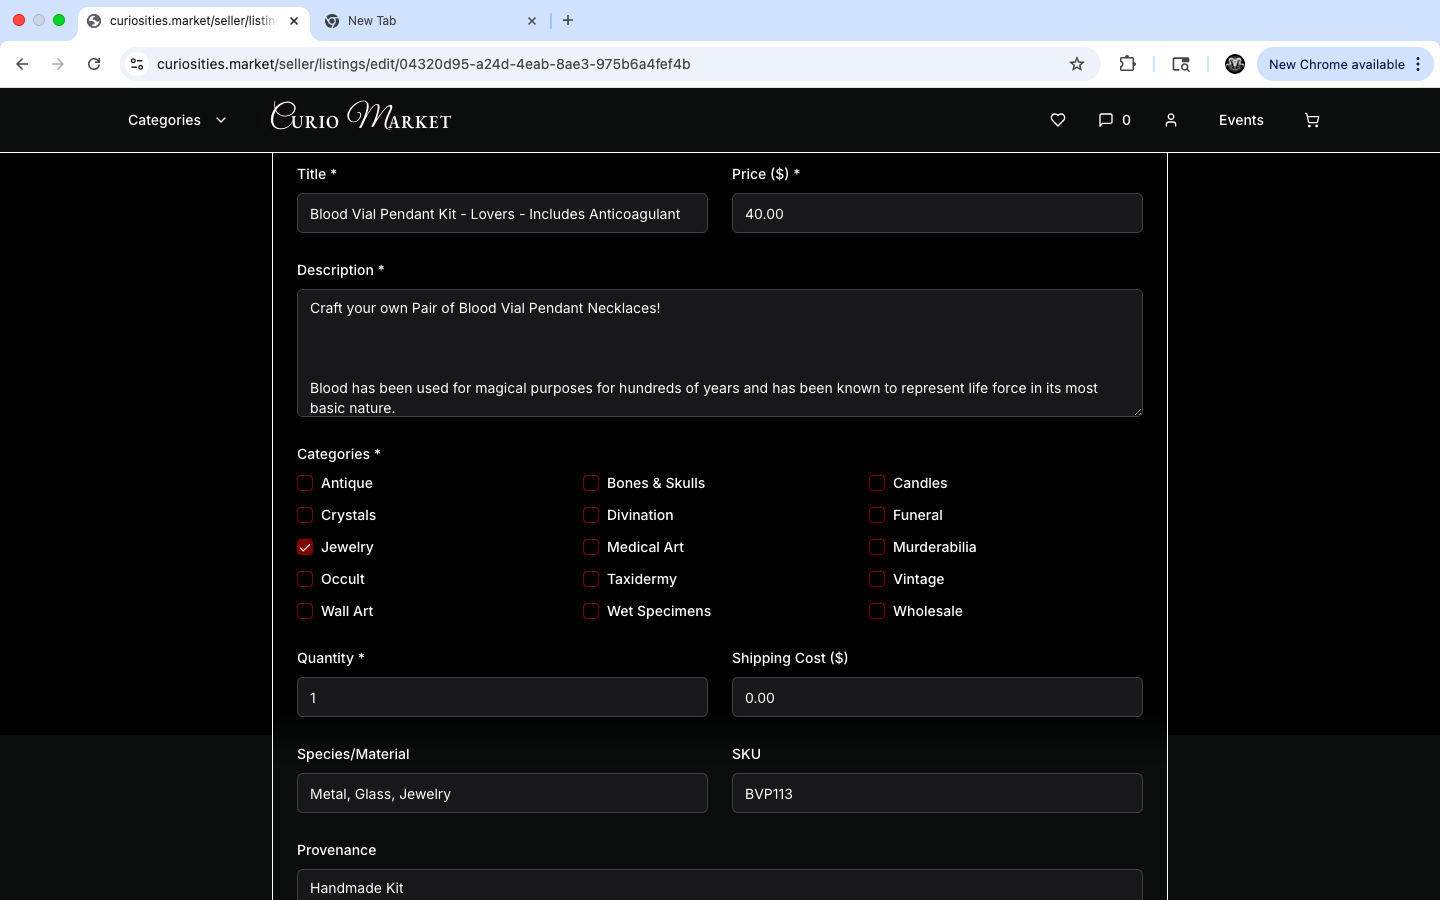 curiosities.market/seller/listin
New Tab
curiosities.market/seller/listings/edit/04320d95-a24d-4eab-8ae3-975b6a4fef4b
New Chrome available
Categories
Curio Market
0
Events
Title *
Price ($) *
Blood Vial Pendant Kit - Lovers - Includes Anticoagulant
40.00
Description *
Craft your own Pair of Blood Vial Pendant Necklaces!
Blood has been used for magical purposes for hundreds of years and has been known to represent life force in its most
basic nature.
Categories *
Antique
Bones & Skulls
Candles
Crystals
Divination
Funeral
Jewelry
Medical Art
Murderabilia
Occult
Taxidermy
Vintage
Wall Art
Wet Specimens
Wholesale
Quantity *
Shipping Cost ($)
1
0.00
Species/Material
SKU
Metal, Glass, Jewelry
BVP113
Provenance
Handmade Kit